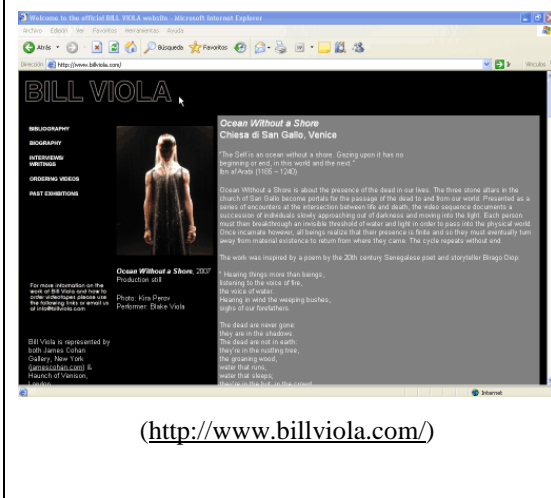 Welcome to the official BILL VIOLA website - Microsoft Internet Explorer
Archivo Edición Ver Favoritos Herramientas Ayuda
Atrás Búsqueda Favoritos
Dirección http://www.billviola.com/ Ir Vínculos
BILL VIOLA
BIBLIOGRAPHY
BIOGRAPHY
INTERVIEWS/
WRITINGS
ORDERING VIDEOS
PAST EXHIBITIONS
For more information on the
work of Bill Viola and how to
order videotapes please use
the following links or email us
at info@billviola.com
Bill Viola is represented by
both James Cohan
Gallery, New York
(jamescohan.com) &
Haunch of Venison,
London
Ocean Without a Shore, 2007
Production still
Photo: Kira Perov
Performer: Blake Viola
Ocean Without a Shore
Chiesa di San Gallo, Venice
"The Self is an ocean without a shore. Gazing upon it has no
beginning or end, in this world and the next."
Ibn al'Arabi (1165 – 1240)
Ocean Without a Shore is about the presence of the dead in our lives. The three stone altars in the
church of San Gallo become portals for the passage of the dead to and from our world. Presented as a
series of encounters at the intersection between life and death, the video sequence documents a
succession of individuals slowly approaching out of darkness and moving into the light. Each person
must then breakthrough an invisible threshold of water and light in order to pass into the physical world.
Once incarnate however, all beings realize that their presence is finite and so they must eventually turn
away from material existence to return from where they came. The cycle repeats without end.
The work was inspired by a poem by the 20th century Senegalese poet and storyteller Birago Diop:
" Hearing things more than beings,
listening to the voice of fire,
the voice of water.
Hearing in wind the weeping bushes,
sighs of our forefathers.
The dead are never gone:
they are in the shadows.
The dead are not in earth:
they're in the rustling tree,
the groaning wood,
water that runs,
water that sleeps,
they're in the hut, in the crowd
Internet
(http://www.billviola.com/)